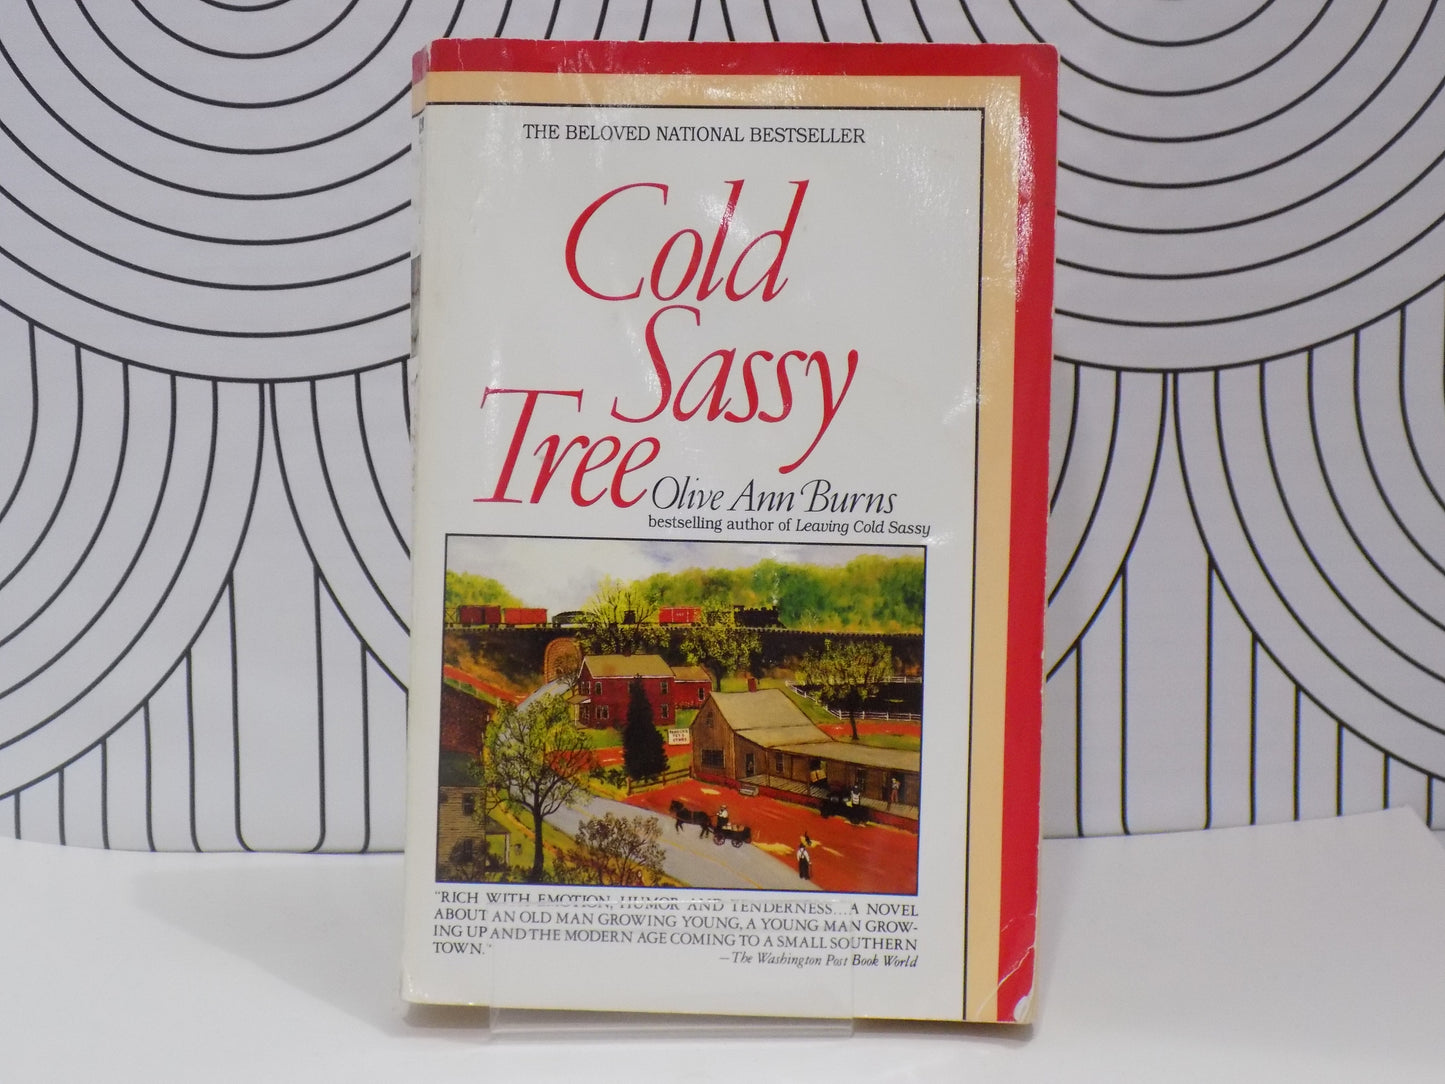 THE BELOVED NATIONAL BESTSELLER
Cold
Sassy
Tree
Olive Ann Burns
bestselling author of Leaving Cold Sassy
"RICH WITH EMOTION, HUMOR AND TENDERNESS...A NOVEL
ABOUT AN OLD MAN GROWING YOUNG, A YOUNG MAN GROW-
ING UP AND THE MODERN AGE COMING TO A SMALL SOUTHERN
TOWN."
—The Washington Post Book World